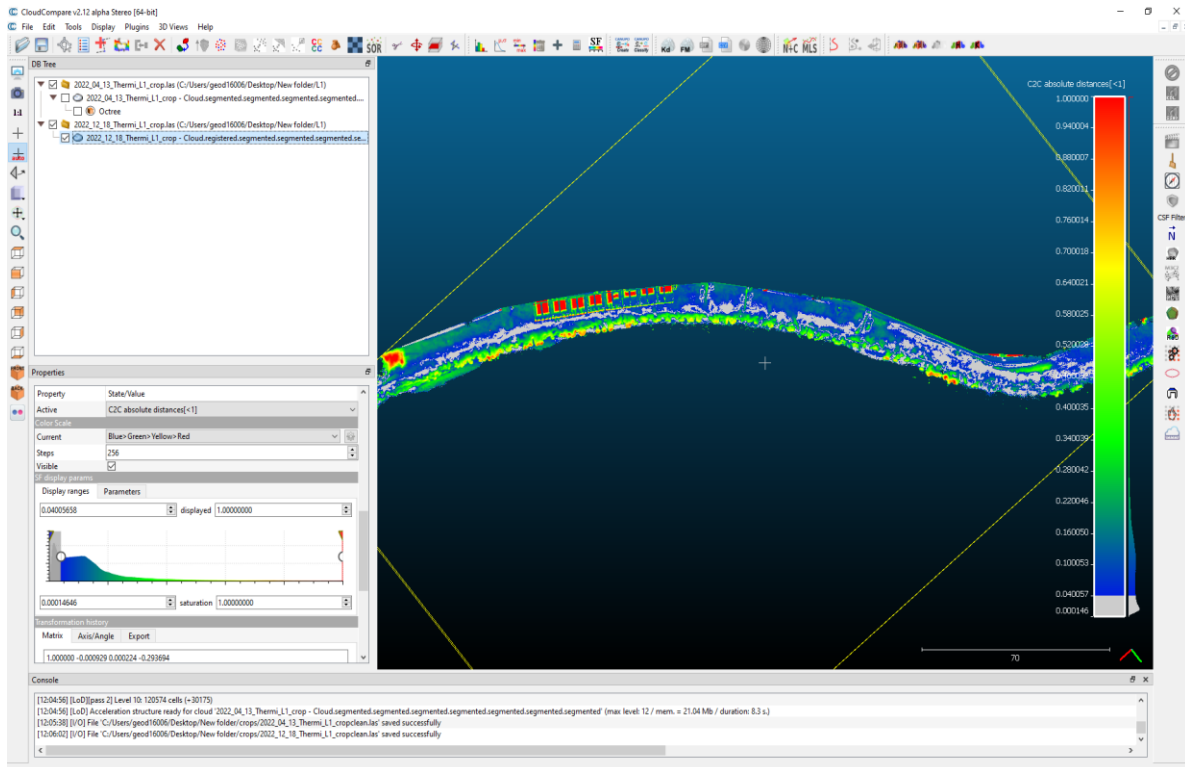 CloudCompare v2.12 alpha Stereo [64-bit]
File Edit Tools Display Plugins 3D Views Help
SOR
SF
Kd
FM
N+C
MLS
DB Tree
2022_04_13_Thermi_L1_crop.las (C:/Users/geod16006/Desktop/New folder/L1)
2022_04_13_Thermi_L1_crop - Cloud.segmented.segmented.segmented.segmented....
Octree
2022_12_18_Thermi_L1_crop.las (C:/Users/geod16006/Desktop/New folder/L1)
2022_12_18_Thermi_L1_crop - Cloud.registered.segmented.segmented.segmented.se...
1:1
Properties
Property State/Value
Active C2C absolute distances[<1]
Color Scale
Current Blue>Green>Yellow>Red
Steps 256
Visible
SF display params
Display ranges Parameters
0.04005658 displayed 1.00000000
0.00014646 saturation 1.00000000
Transformation history
Matrix Axis/Angle Export
1.000000 -0.000929 0.000224 -0.293694
C2C absolute distances[<1]
1.000000
0.940004
0.880007
0.820011
0.760014
0.700018
0.640021
0.580025
0.520028
0.400035
0.340039
0.280042
0.220046
0.160050
0.100053
0.040057
0.000146
70
CSF Filter
N
Console
[12:04:56] [LoD][pass 2] Level 10: 120574 cells (+30175)
[12:04:56] [LoD] Acceleration structure ready for cloud '2022_04_13_Thermi_L1_crop - Cloud.segmented.segmented.segmented.segmented.segmented.segmented' (max level: 12 / mem. = 21.04 Mb / duration: 8.3 s.)
[12:05:38] [I/O] File 'C:/Users/geod16006/Desktop/New folder/crops/2022_04_13_Thermi_L1_cropclean.las' saved successfully
[12:06:02] [I/O] File 'C:/Users/geod16006/Desktop/New folder/crops/2022_12_18_Thermi_L1_cropclean.las' saved successfully